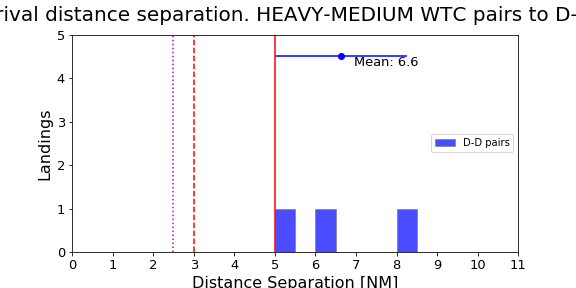 rival distance separation. HEAVY-MEDIUM WTC pairs to D-
5
4
3
2
1
0
Landings
Mean: 6.6
D-D pairs
0 1 2 3 4 5 6 7 8 9 10 11
Distance Separation [NM]